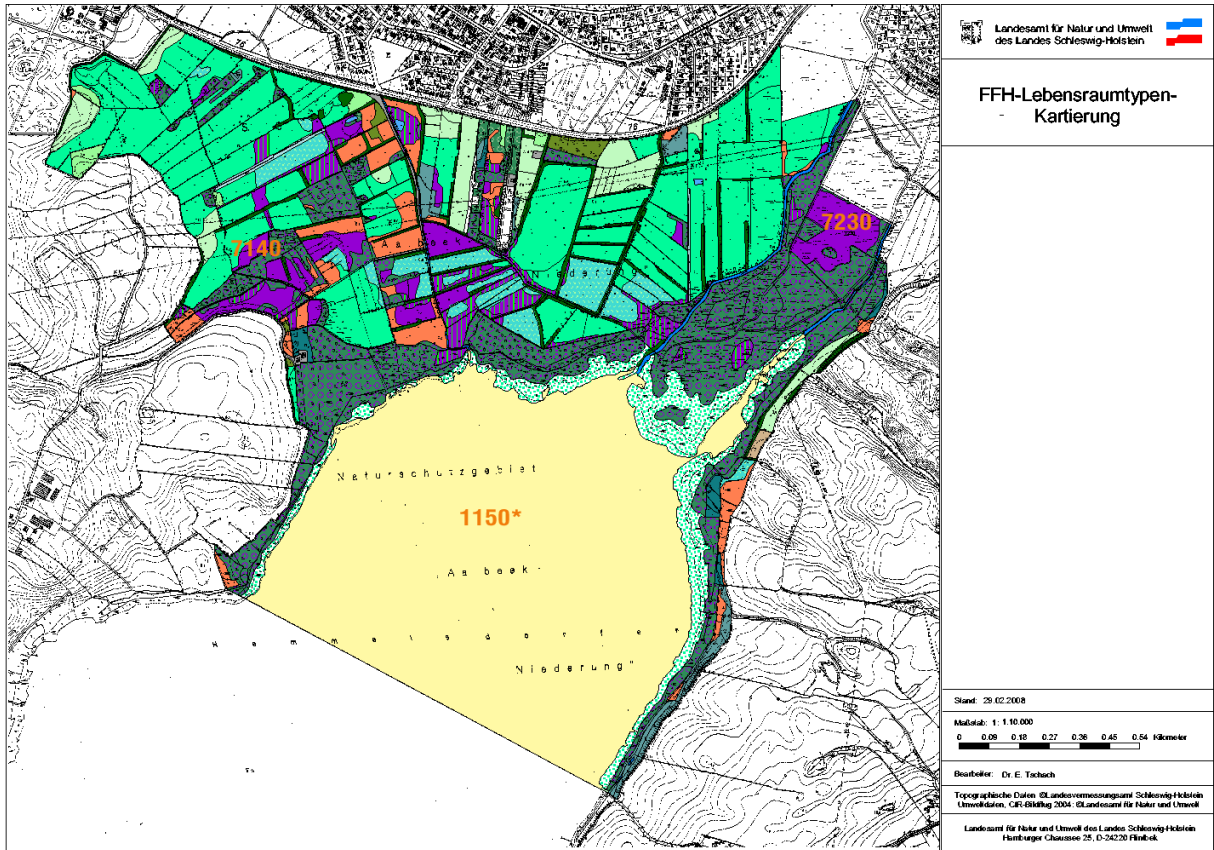 Landesamt für Natur und Umwelt
des Landes Schleswig-Holstein
FFH-Lebensraumtypen-
- Kartierung
7140
7230
Aabeek
Niederung"
Naturschutzgebiet
1150*
Aabeek-
Hemmelsdorfer
Niederung"
Stand: 29.02.2008
Maßstab: 1: 1.10.000
0 0.09 0.18 0.27 0.36 0.45 0.54 Kilometer
Bearbeiter: Dr. E. Tschach
Topographische Daten ©Landesvermessungsamt Schleswig-Holstein
Umweltdaten, CIR-Bildflug 2004: ©Landesamt für Natur und Umwelt
Landesamt für Natur und Umwelt des Landes Schleswig-Holstein
Hamburger Chaussee 25, D-24220 Flintbek